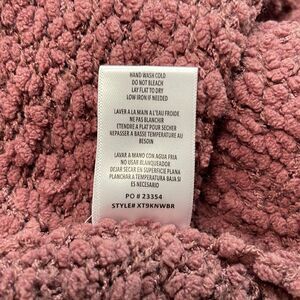 HAND WASH COLD
DO NOT BLEACH
LAY FLAT TO DRY
LOW IRON IF NEEDED
LAVER A LA MAIN A L'EAU FROIDE
NE PAS BLANCHIR
ETENDRE A PLAT POUR SECHER
REPASSER A BASSE TEMPERATURE AU
BESOIN
LAVAR A MANO CON AGUA FRIA
NO USAR BLANQUEADOR
DEJAR SECAR EN SUPERFICIE PLANA
PLANCHAR A TEMPERATURA BAJA SI
ES NECESARIO
PO # 23354
STYLE# XT9KNWBR